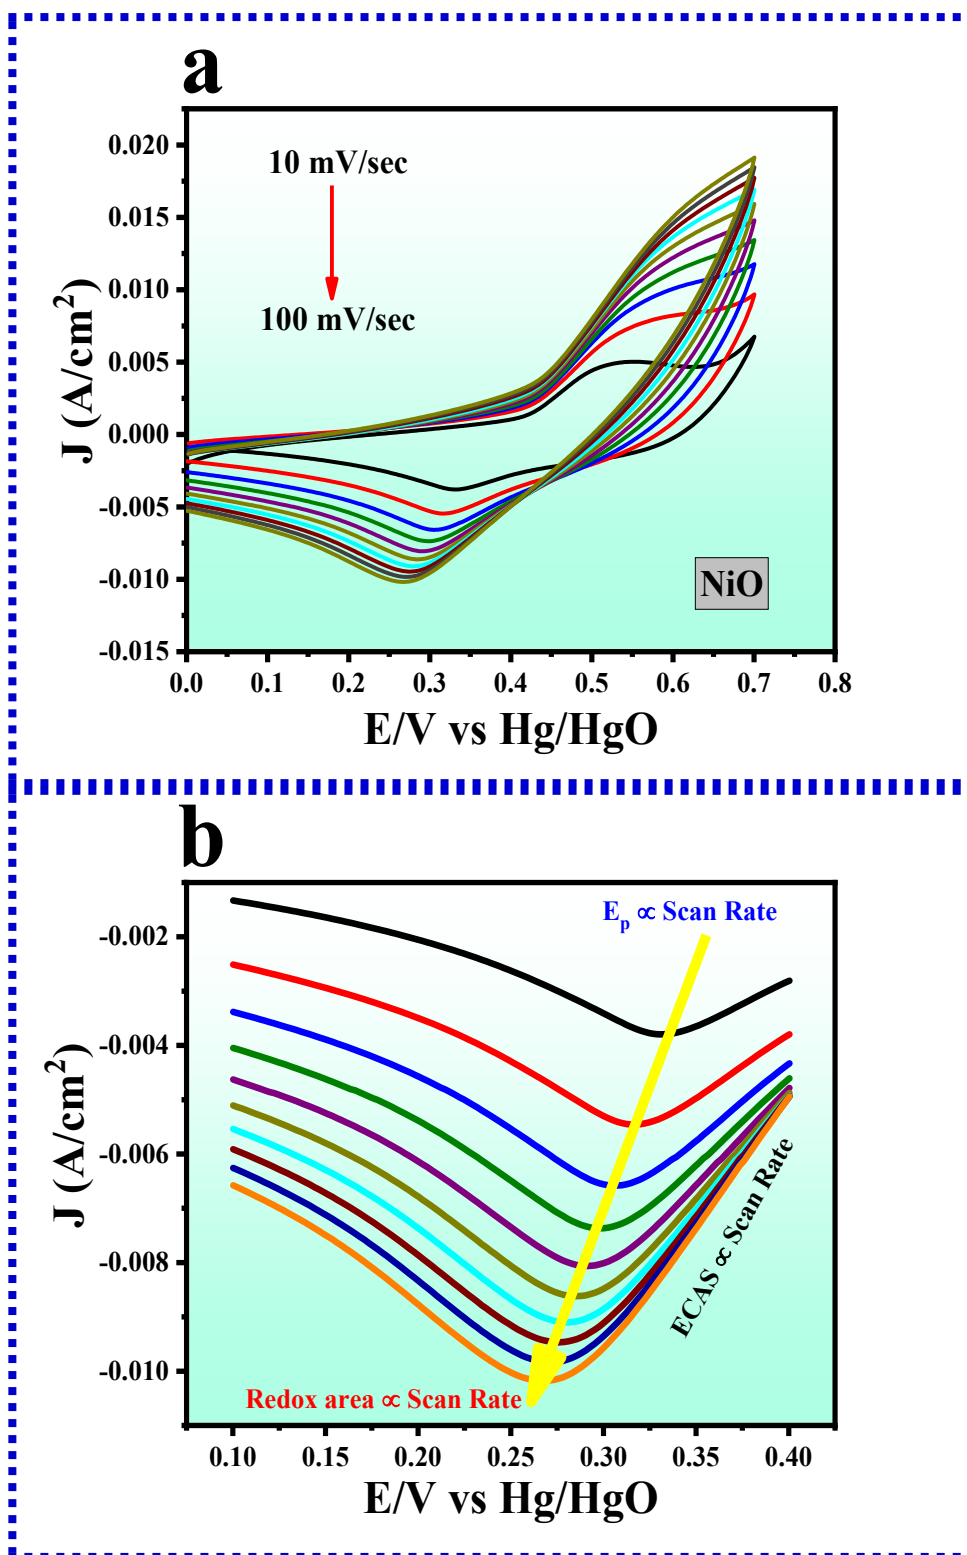 a
0.020
0.015
0.010
0.005
0.000
-0.005
-0.010
-0.015
J (A/cm²)
10 mV/sec
100 mV/sec
NiO
0.0 0.1 0.2 0.3 0.4 0.5 0.6 0.7 0.8
E/V vs Hg/HgO
b
-0.002
-0.004
-0.006
-0.008
-0.010
J (A/cm²)
Eₚ ∝ Scan Rate
ECAS ∝ Scan Rate
Redox area ∝ Scan Rate
0.10 0.15 0.20 0.25 0.30 0.35 0.40
E/V vs Hg/HgO